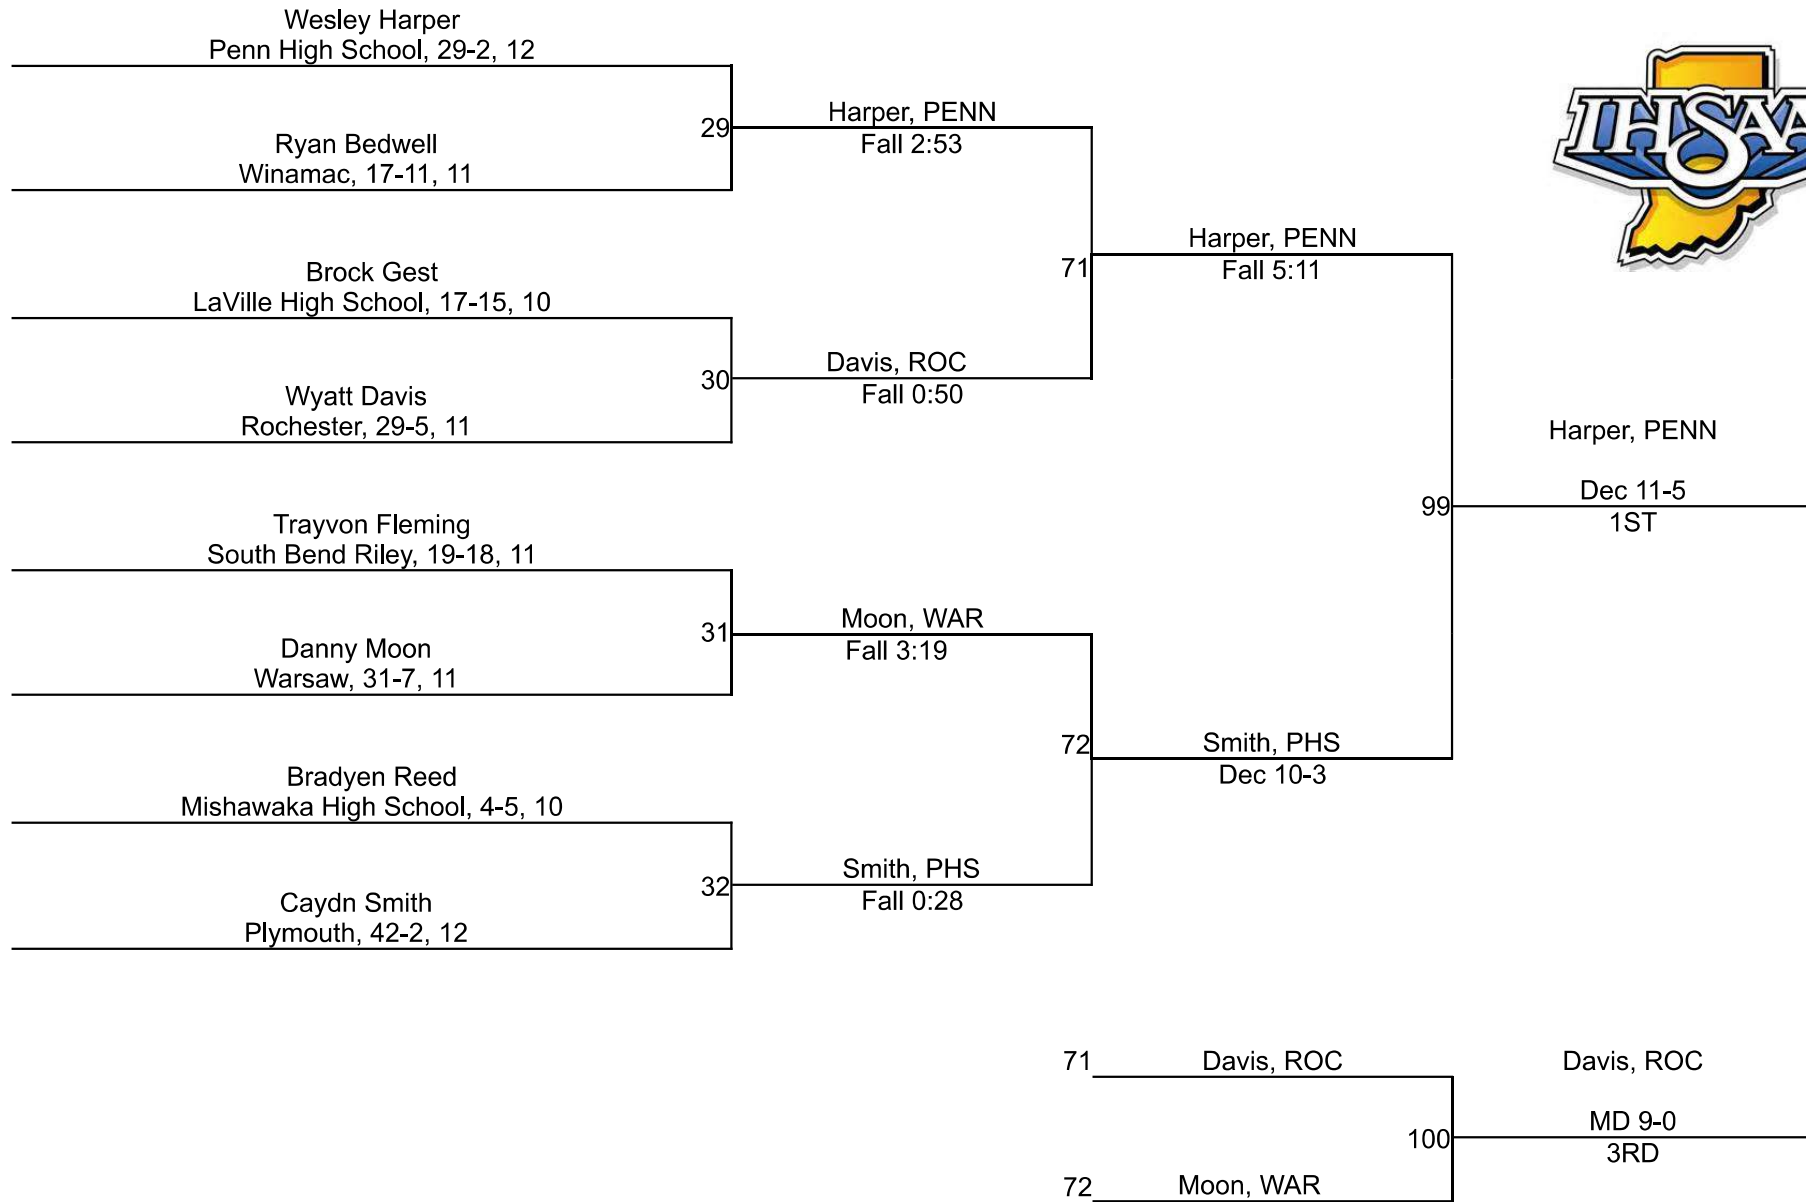 Wesley Harper
Penn High School, 29-2, 12
29
Ryan Bedwell
Winamac, 17-11, 11
Harper, PENN
Fall 2:53
Brock Gest
LaVille High School, 17-15, 10
30
Wyatt Davis
Rochester, 29-5, 11
Davis, ROC
Fall 0:50
71
Harper, PENN
Fall 5:11
Trayvon Fleming
South Bend Riley, 19-18, 11
31
Danny Moon
Warsaw, 31-7, 11
Moon, WAR
Fall 3:19
Bradyen Reed
Mishawaka High School, 4-5, 10
32
Caydn Smith
Plymouth, 42-2, 12
Smith, PHS
Fall 0:28
72
Smith, PHS
Dec 10-3
99
Harper, PENN
Dec 11-5
1ST
IHSAA
71
Davis, ROC
72
Moon, WAR
100
Davis, ROC
MD 9-0
3RD